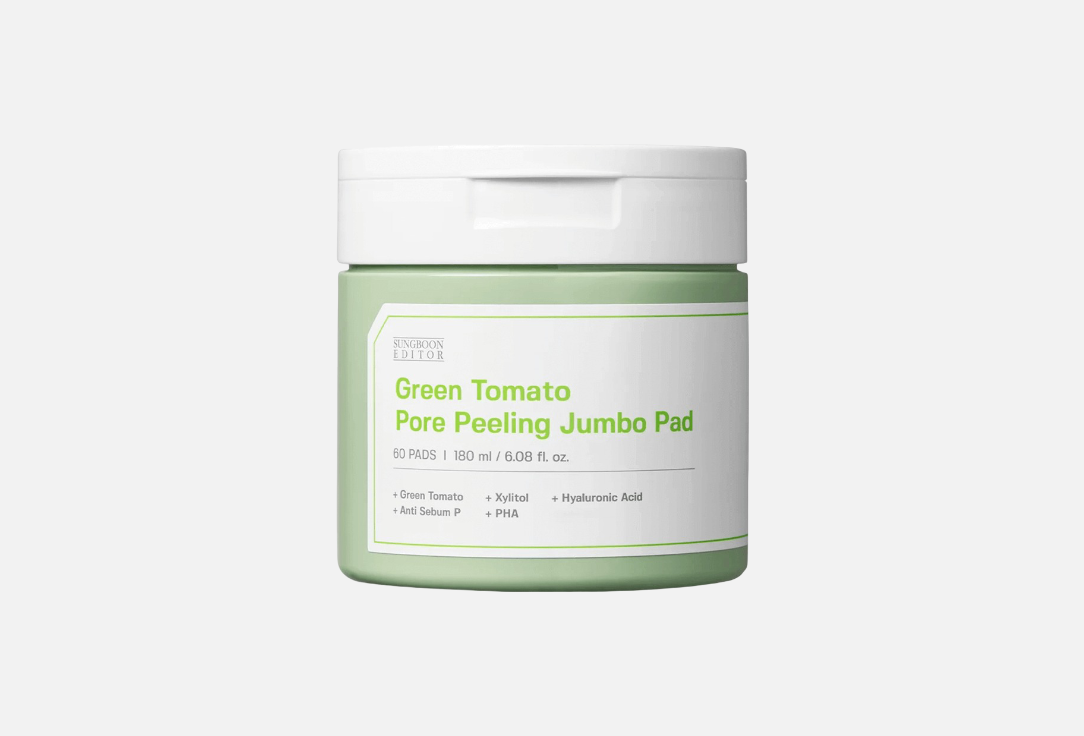 SUNGBOON
EDITOR
Green Tomato
Pore Peeling Jumbo Pad
60 PADS | 180 ml / 6.08 fl. oz.
+ Green Tomato + Xylitol + Hyaluronic Acid
+ Anti Sebum P + PHA